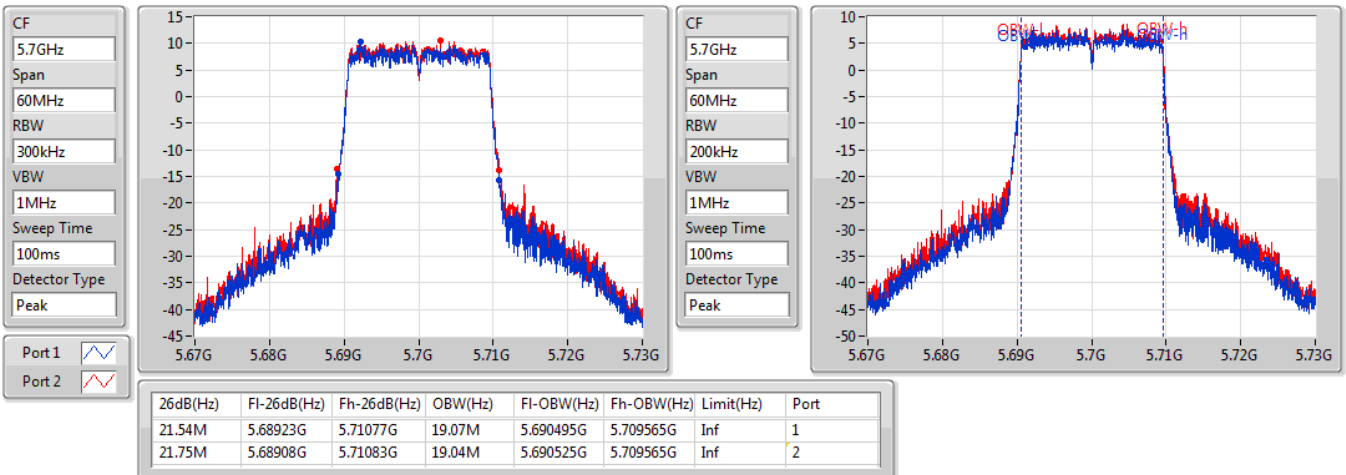 CF
5.7GHz
Span
60MHz
RBW
300kHz
VBW
1MHz
Sweep Time
100ms
Detector Type
Peak
Port 1
Port 2
15
10
5
0
-5
-10
-15
-20
-25
-30
-35
-40
-45
5.67G 5.68G 5.69G 5.7G 5.71G 5.72G 5.73G
CF
5.7GHz
Span
60MHz
RBW
200kHz
VBW
1MHz
Sweep Time
100ms
Detector Type
Peak
10
5
0
-5
-10
-15
-20
-25
-30
-35
-40
-45
-50
OBW-h
5.67G 5.68G 5.69G 5.7G 5.71G 5.72G 5.73G
26dB(Hz) Fl-26dB(Hz) Fh-26dB(Hz) OBW(Hz) Fl-OBW(Hz) Fh-OBW(Hz) Limit(Hz) Port
21.54M 5.68923G 5.71077G 19.07M 5.690495G 5.709565G Inf 1
21.75M 5.68908G 5.71083G 19.04M 5.690525G 5.709565G Inf 2